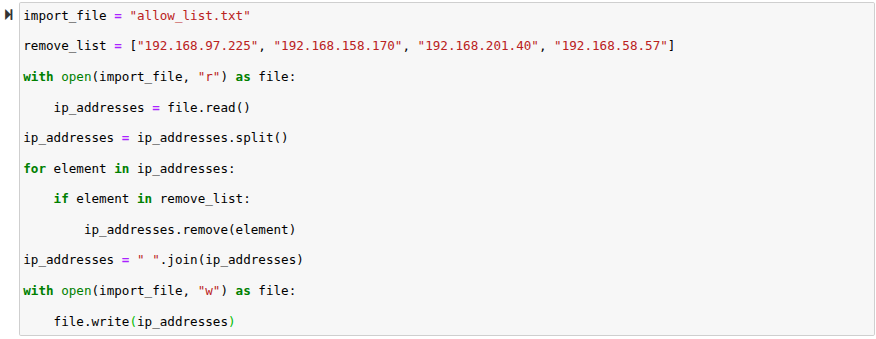 import_file = "allow_list.txt"
remove_list = ["192.168.97.225", "192.168.158.170", "192.168.201.40", "192.168.58.57"]
with open(import_file, "r") as file:
    ip_addresses = file.read()
ip_addresses = ip_addresses.split()
for element in ip_addresses:
    if element in remove_list:
        ip_addresses.remove(element)
ip_addresses = " ".join(ip_addresses)
with open(import_file, "w") as file:
    file.write(ip_addresses)